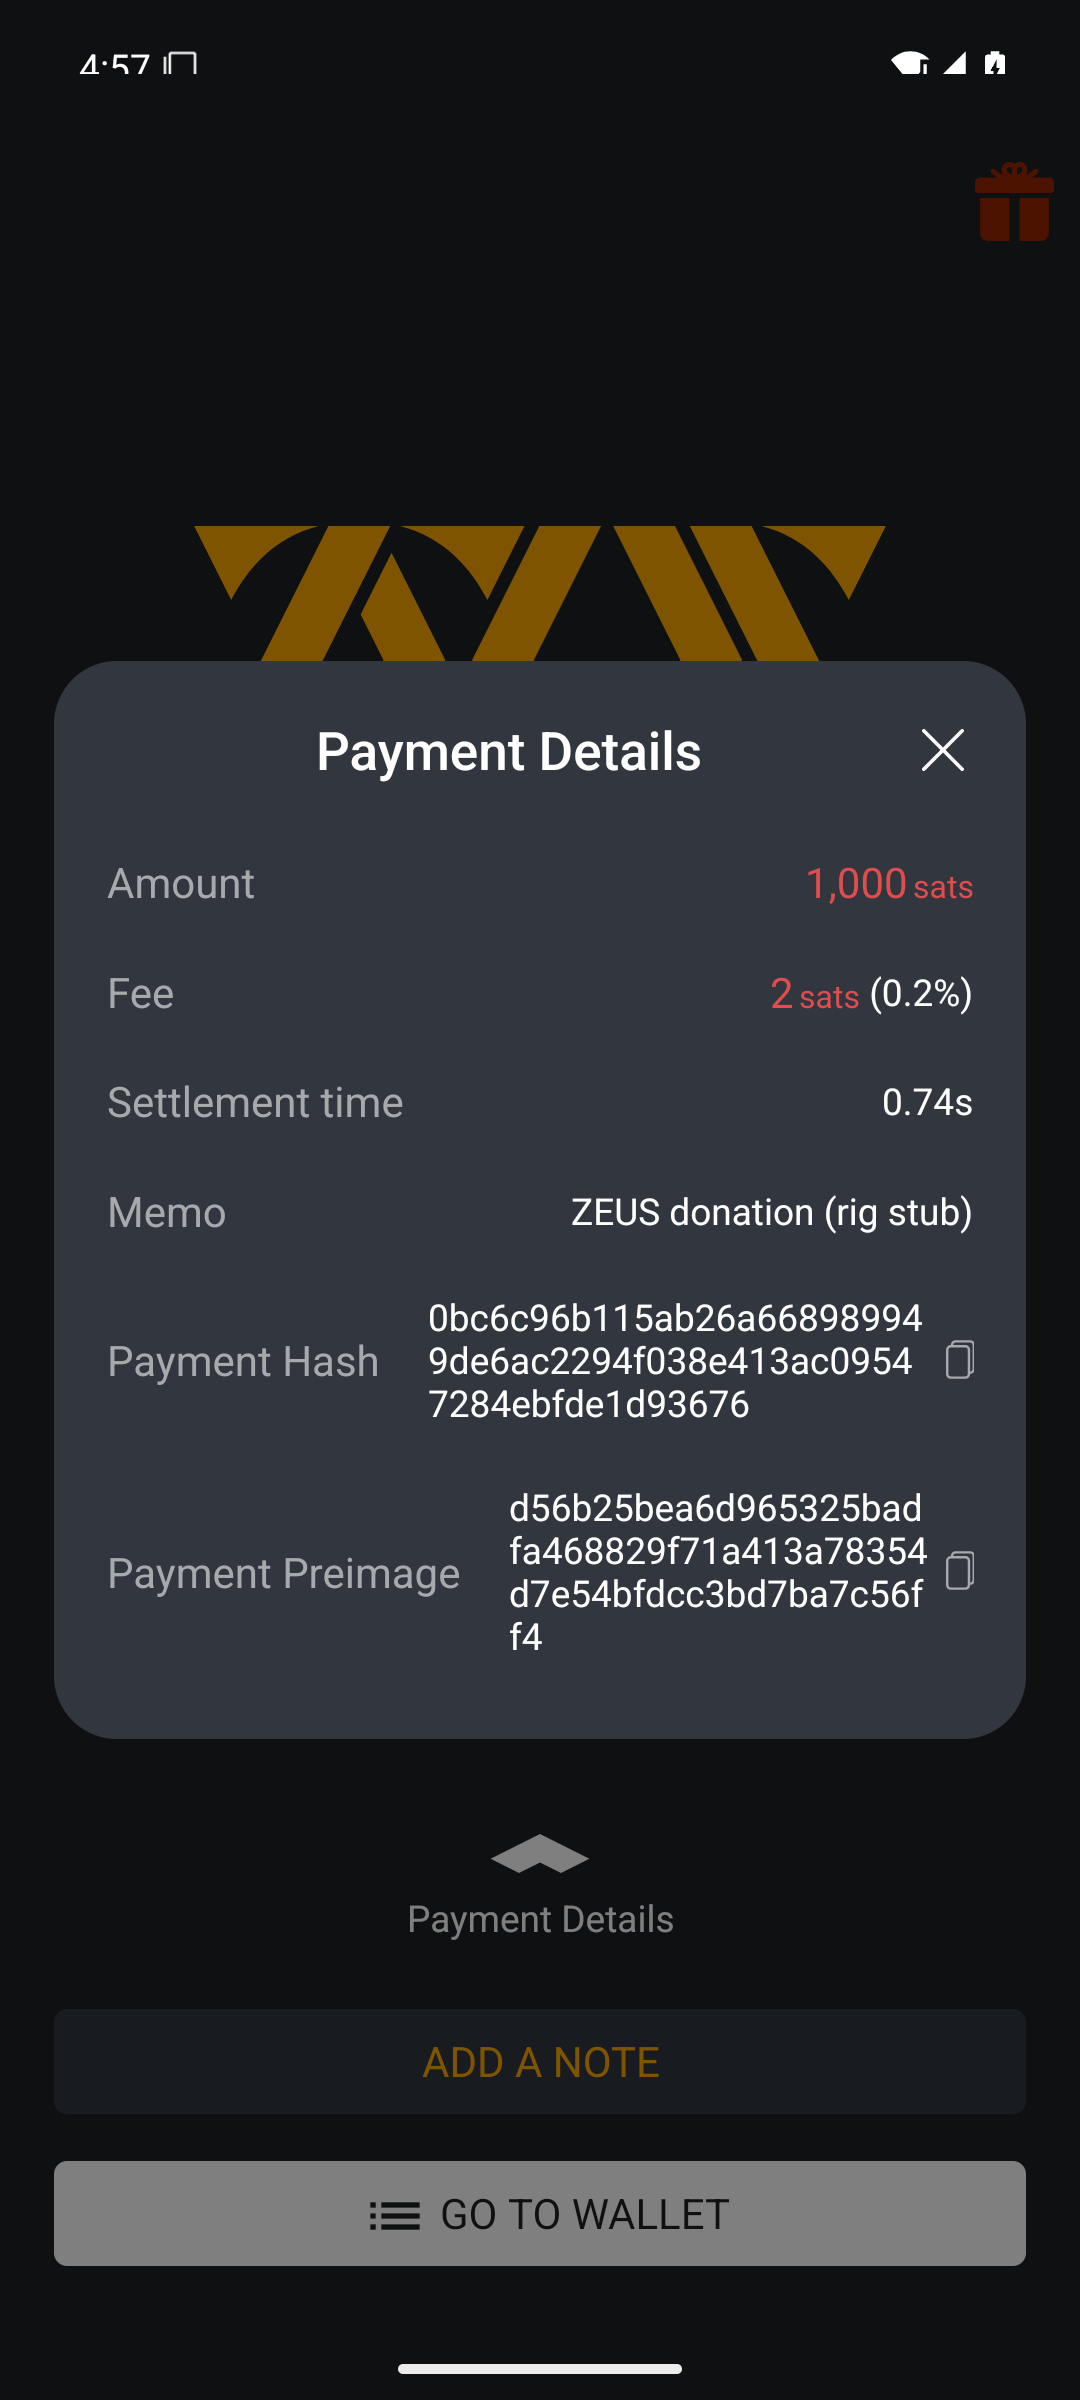 4:57
Payment Details
Amount 1,000 sats
Fee 2 sats (0.2%)
Settlement time 0.74s
Memo ZEUS donation (rig stub)
Payment Hash
0bc6c96b115ab26a66898994
9de6ac2294f038e413ac0954
7284ebfde1d93676
Payment Preimage
d56b25bea6d965325bad
fa468829f71a413a78354
d7e54bfdcc3bd7ba7c56f
f4
Payment Details
ADD A NOTE
GO TO WALLET